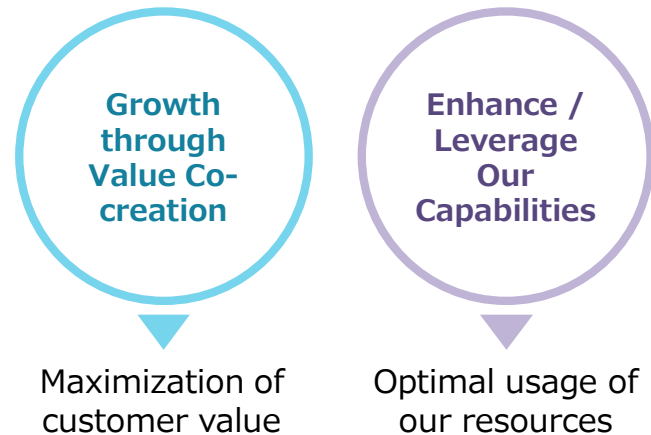 Growth
through
Value Co-
creation
Maximization of
customer value
Enhance /
Leverage
Our
Capabilities
Optimal usage of
our resources